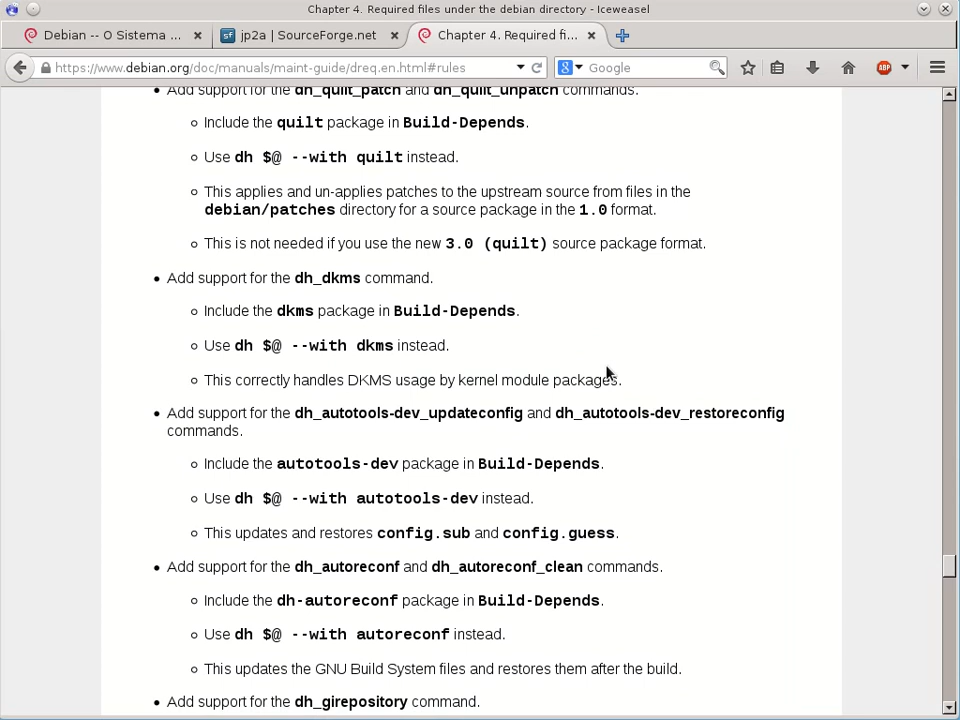 Chapter 4. Required files under the debian directory - Iceweasel
Debian -- O Sistema ...
jp2a | SourceForge.net
Chapter 4. Required fi...
https://www.debian.org/doc/manuals/maint-guide/dreq.en.html#rules
Google
ABP
• Add support for the dh_quilt_patch and dh_quilt_unpatch commands.
Include the quilt package in Build-Depends.
Use dh $@ --with quilt instead.
This applies and un-applies patches to the upstream source from files in the
debian/patches directory for a source package in the 1.0 format.
This is not needed if you use the new 3.0 (quilt) source package format.
• Add support for the dh_dkms command.
Include the dkms package in Build-Depends.
Use dh $@ --with dkms instead.
This correctly handles DKMS usage by kernel module packages.
• Add support for the dh_autotools-dev_updateconfig and dh_autotools-dev_restoreconfig
commands.
Include the autotools-dev package in Build-Depends.
Use dh $@ --with autotools-dev instead.
This updates and restores config.sub and config.guess.
• Add support for the dh_autoreconf and dh_autoreconf_clean commands.
Include the dh-autoreconf package in Build-Depends.
Use dh $@ --with autoreconf instead.
This updates the GNU Build System files and restores them after the build.
• Add support for the dh_girepository command.